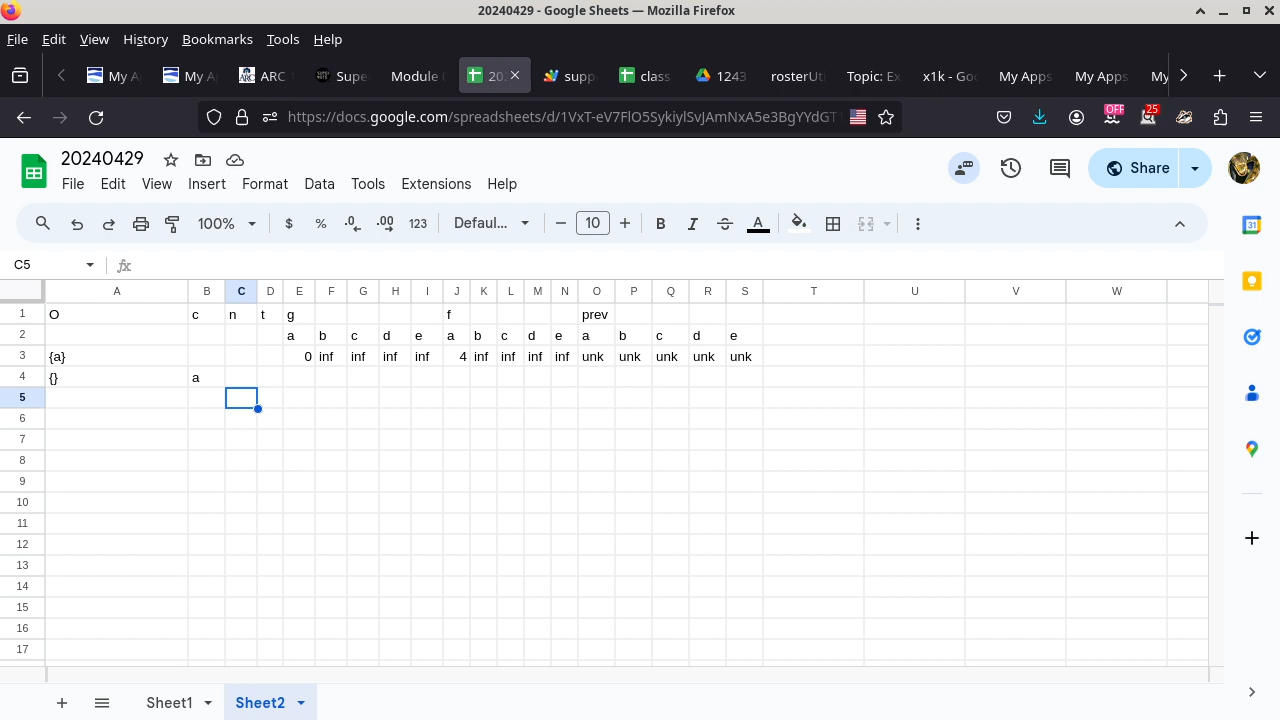 20240429 - Google Sheets — Mozilla Firefox
File Edit View History Bookmarks Tools Help
My A My A ARC Supe Module 20 supp class 1243 rosterUt Topic: Ex x1k - Goo My Apps My Apps My
https://docs.google.com/spreadsheets/d/1VxT-eV7FlO5SykiylSvJAmNxA5e3BgYYdGT OFF 25
20240429
Share
File Edit View Insert Format Data Tools Extensions Help
100% $ % .0 .00 123 Defaul... 10 B I S A
C5 fx
A B C D E F G H I J K L M N O P Q R S T U V W
1 O c n t g f prev
2 a b c d e a b c d e a b c d e
3 {a} 0 inf inf inf inf 4 inf inf inf inf unk unk unk unk unk
4 {} a
5
6
7
8
9
10
11
12
13
14
15
16
17
Sheet1 Sheet2
31